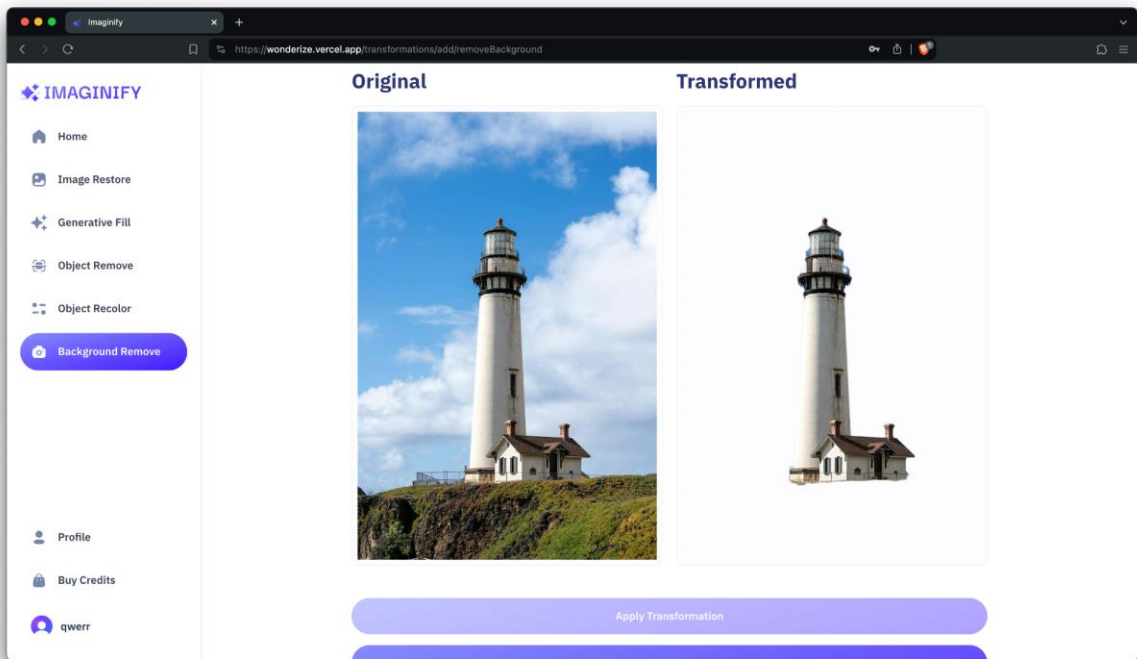 Imaginify
https://wonderize.vercel.app/transformations/add/removeBackground
IMAGINIFY
Home
Image Restore
Generative Fill
Object Remove
Object Recolor
Background Remove
Profile
Buy Credits
qwerr
Original
Transformed
Apply Transformation